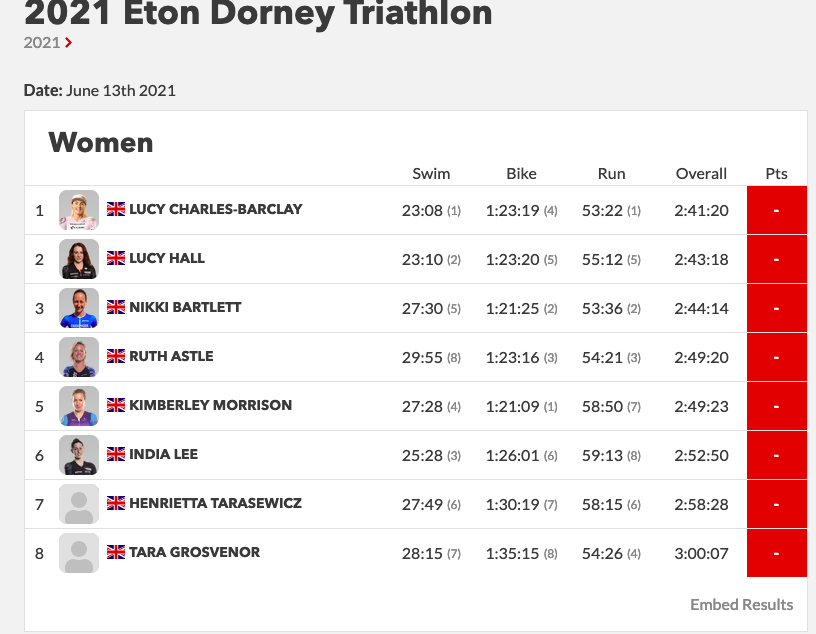 2021 Eton Dorney Triathlon
2021 >
Date: June 13th 2021
Women
Swim Bike Run Overall Pts
1 LUCY CHARLES-BARCLAY 23:08 (1) 1:23:19 (4) 53:22 (1) 2:41:20 -
2 LUCY HALL 23:10 (2) 1:23:20 (5) 55:12 (5) 2:43:18 -
3 NIKKI BARTLETT 27:30 (5) 1:21:25 (2) 53:36 (2) 2:44:14 -
4 RUTH ASTLE 29:55 (8) 1:23:16 (3) 54:21 (3) 2:49:20 -
5 KIMBERLEY MORRISON 27:28 (4) 1:21:09 (1) 58:50 (7) 2:49:23 -
6 INDIA LEE 25:28 (3) 1:26:01 (6) 59:13 (8) 2:52:50 -
7 HENRIETTA TARASEWICZ 27:49 (6) 1:30:19 (7) 58:15 (6) 2:58:28 -
8 TARA GROSVENOR 28:15 (7) 1:35:15 (8) 54:26 (4) 3:00:07 -
Embed Results